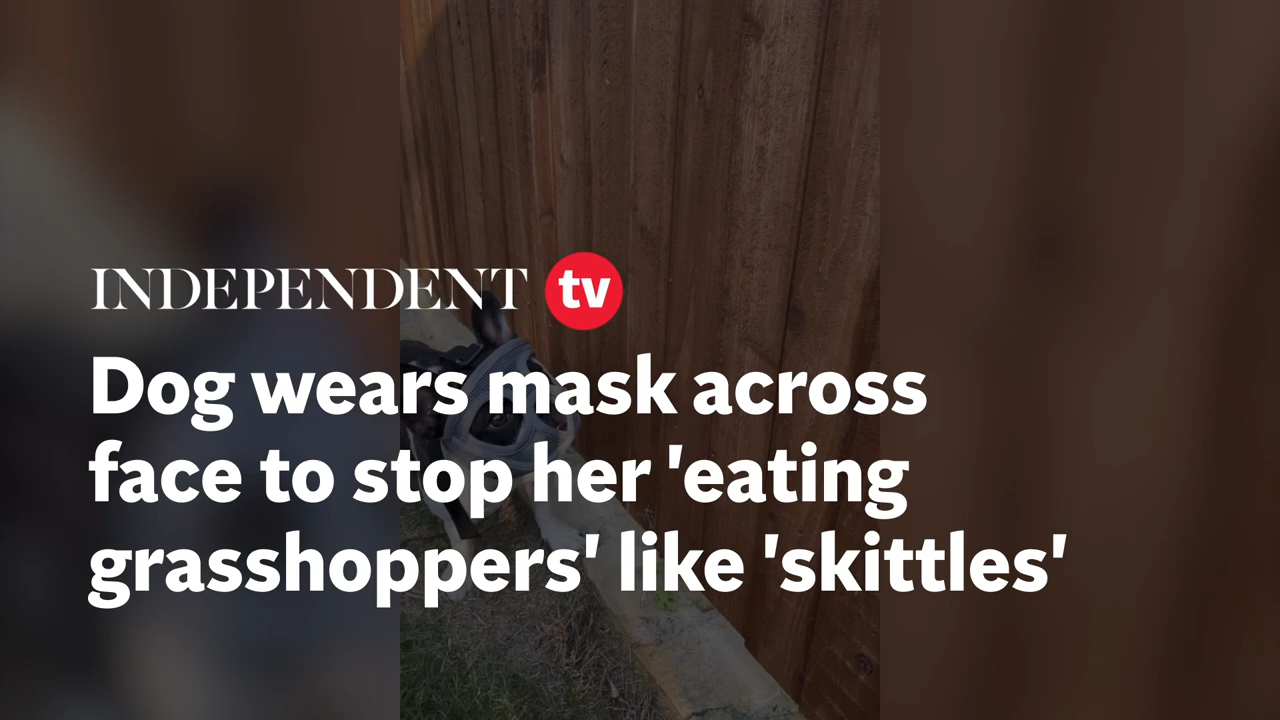 INDEPENDENT tv
Dog wears mask across
face to stop her 'eating
grasshoppers' like 'skittles'